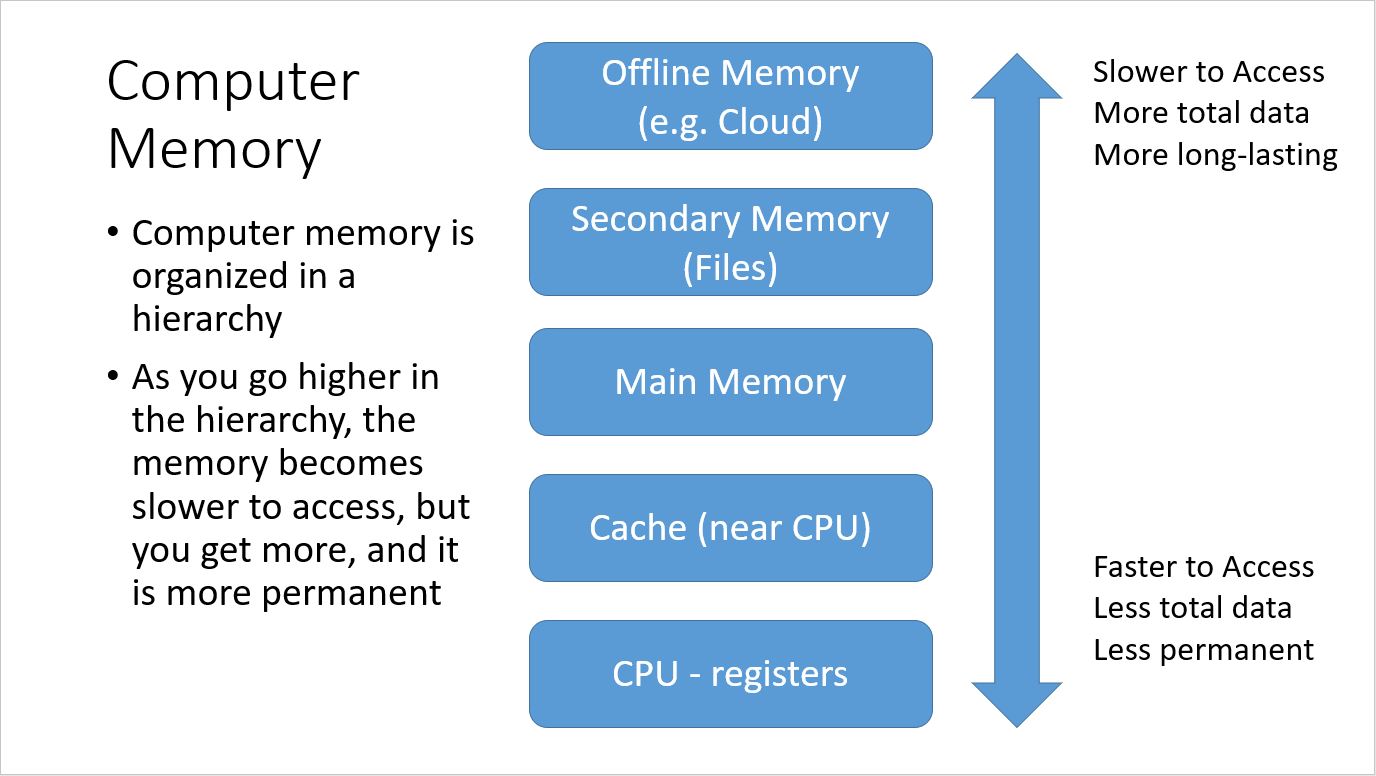 Computer
Memory
• Computer memory is
organized in a
hierarchy
• As you go higher in
the hierarchy, the
memory becomes
slower to access, but
you get more, and it
is more permanent
Offline Memory
(e.g. Cloud)
Secondary Memory
(Files)
Main Memory
Cache (near CPU)
CPU - registers
Slower to Access
More total data
More long-lasting
Faster to Access
Less total data
Less permanent